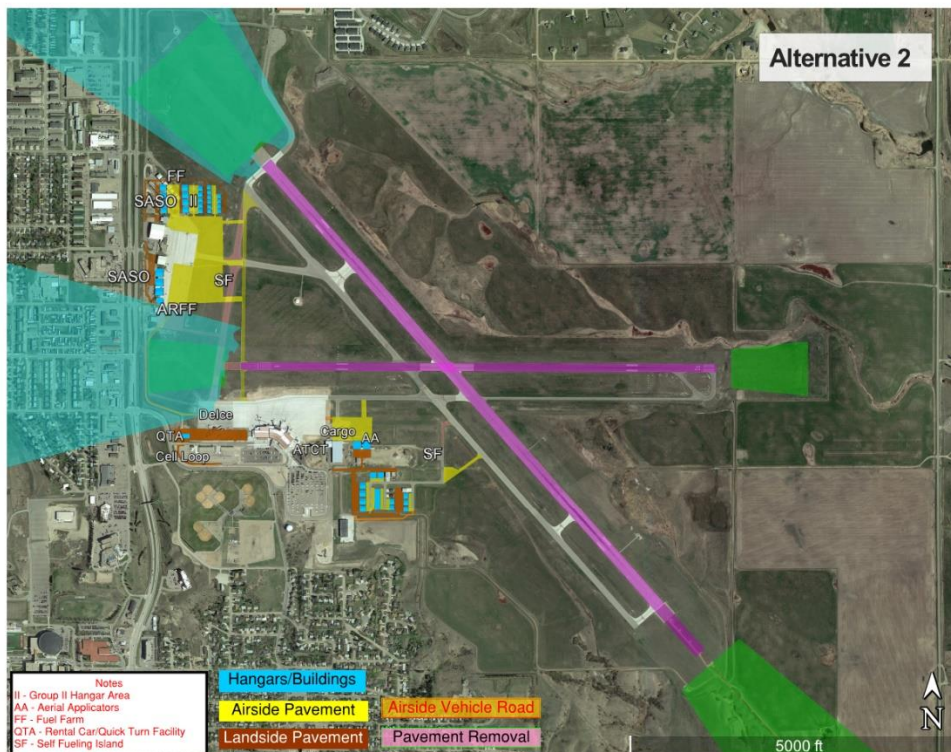 Alternative 2
FF
SASO II
SASO
SF
ARFF
Delce
QTA
Cargo
AA
Cell Loop
ATCT
SF
Notes
II - Group II Hangar Area
AA - Aerial Applicators
FF - Fuel Farm
QTA - Rental Car/Quick Turn Facility
SF - Self Fueling Island
Hangars/Buildings
Airside Pavement
Airside Vehicle Road
Landside Pavement
Pavement Removal
N
5000 ft